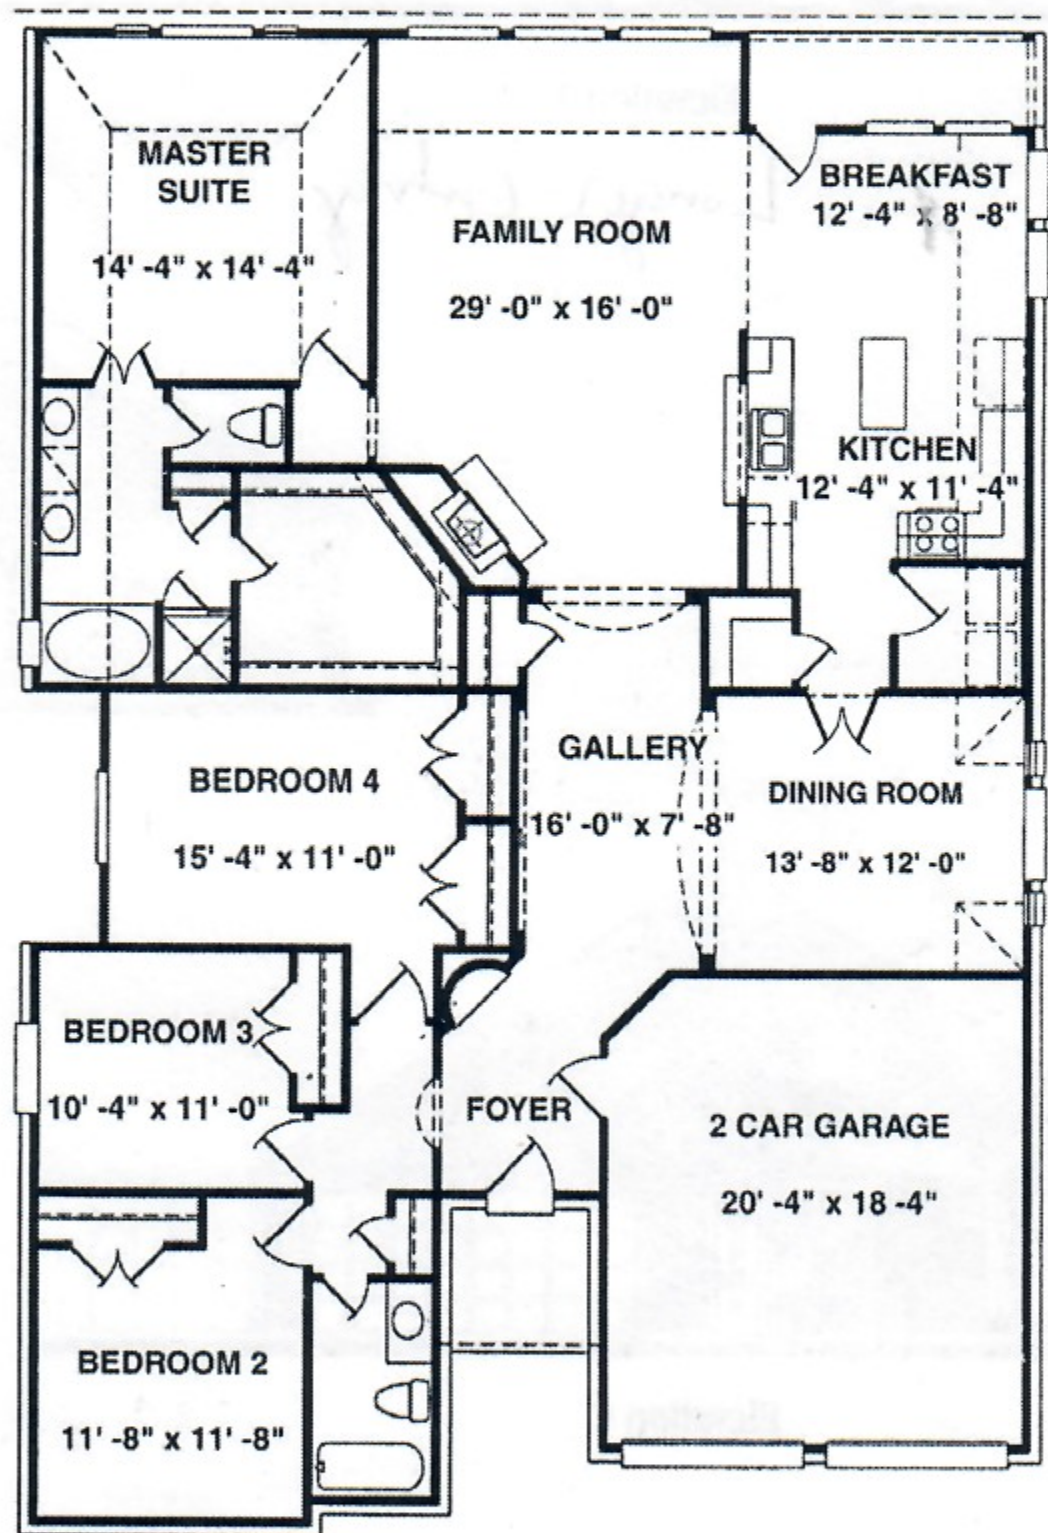 MASTER
SUITE
14' -4" x 14' -4"
FAMILY ROOM
29' -0" x 16' -0"
BREAKFAST
12' -4" x 8' -8"
KITCHEN
12' -4" x 11' -4"
BEDROOM 4
15' -4" x 11' -0"
GALLERY
16' -0" x 7' -8"
DINING ROOM
13' -8" x 12' -0"
BEDROOM 3
10' -4" x 11' -0"
FOYER
2 CAR GARAGE
20' -4" x 18 -4"
BEDROOM 2
11' -8" x 11' -8"